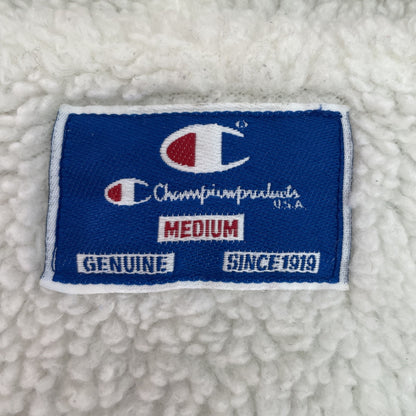 ®
Championproducts
U.S.A
MEDIUM
GENUINE SINCE 1919